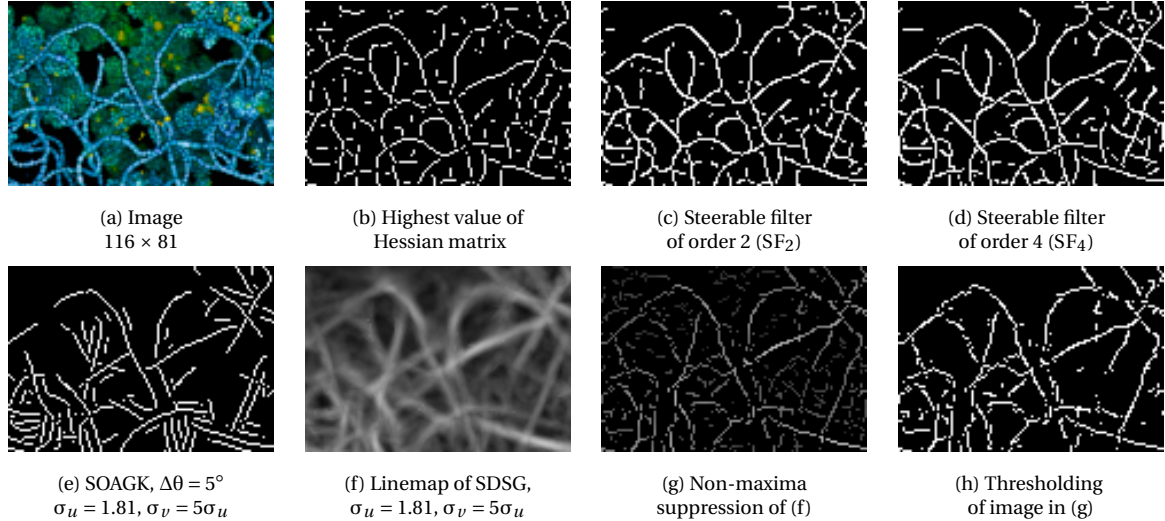 (a) Image
116 × 81
(b) Highest value of
Hessian matrix
(c) Steerable filter
of order 2 (SF₂)
(d) Steerable filter
of order 4 (SF₄)
(e) SOAGK, Δθ = 5°
σᵤ = 1.81, σᵥ = 5σᵤ
(f) Linemap of SDSG,
σᵤ = 1.81, σᵥ = 5σᵤ
(g) Non-maxima
suppression of (f)
(h) Thresholding
of image in (g)